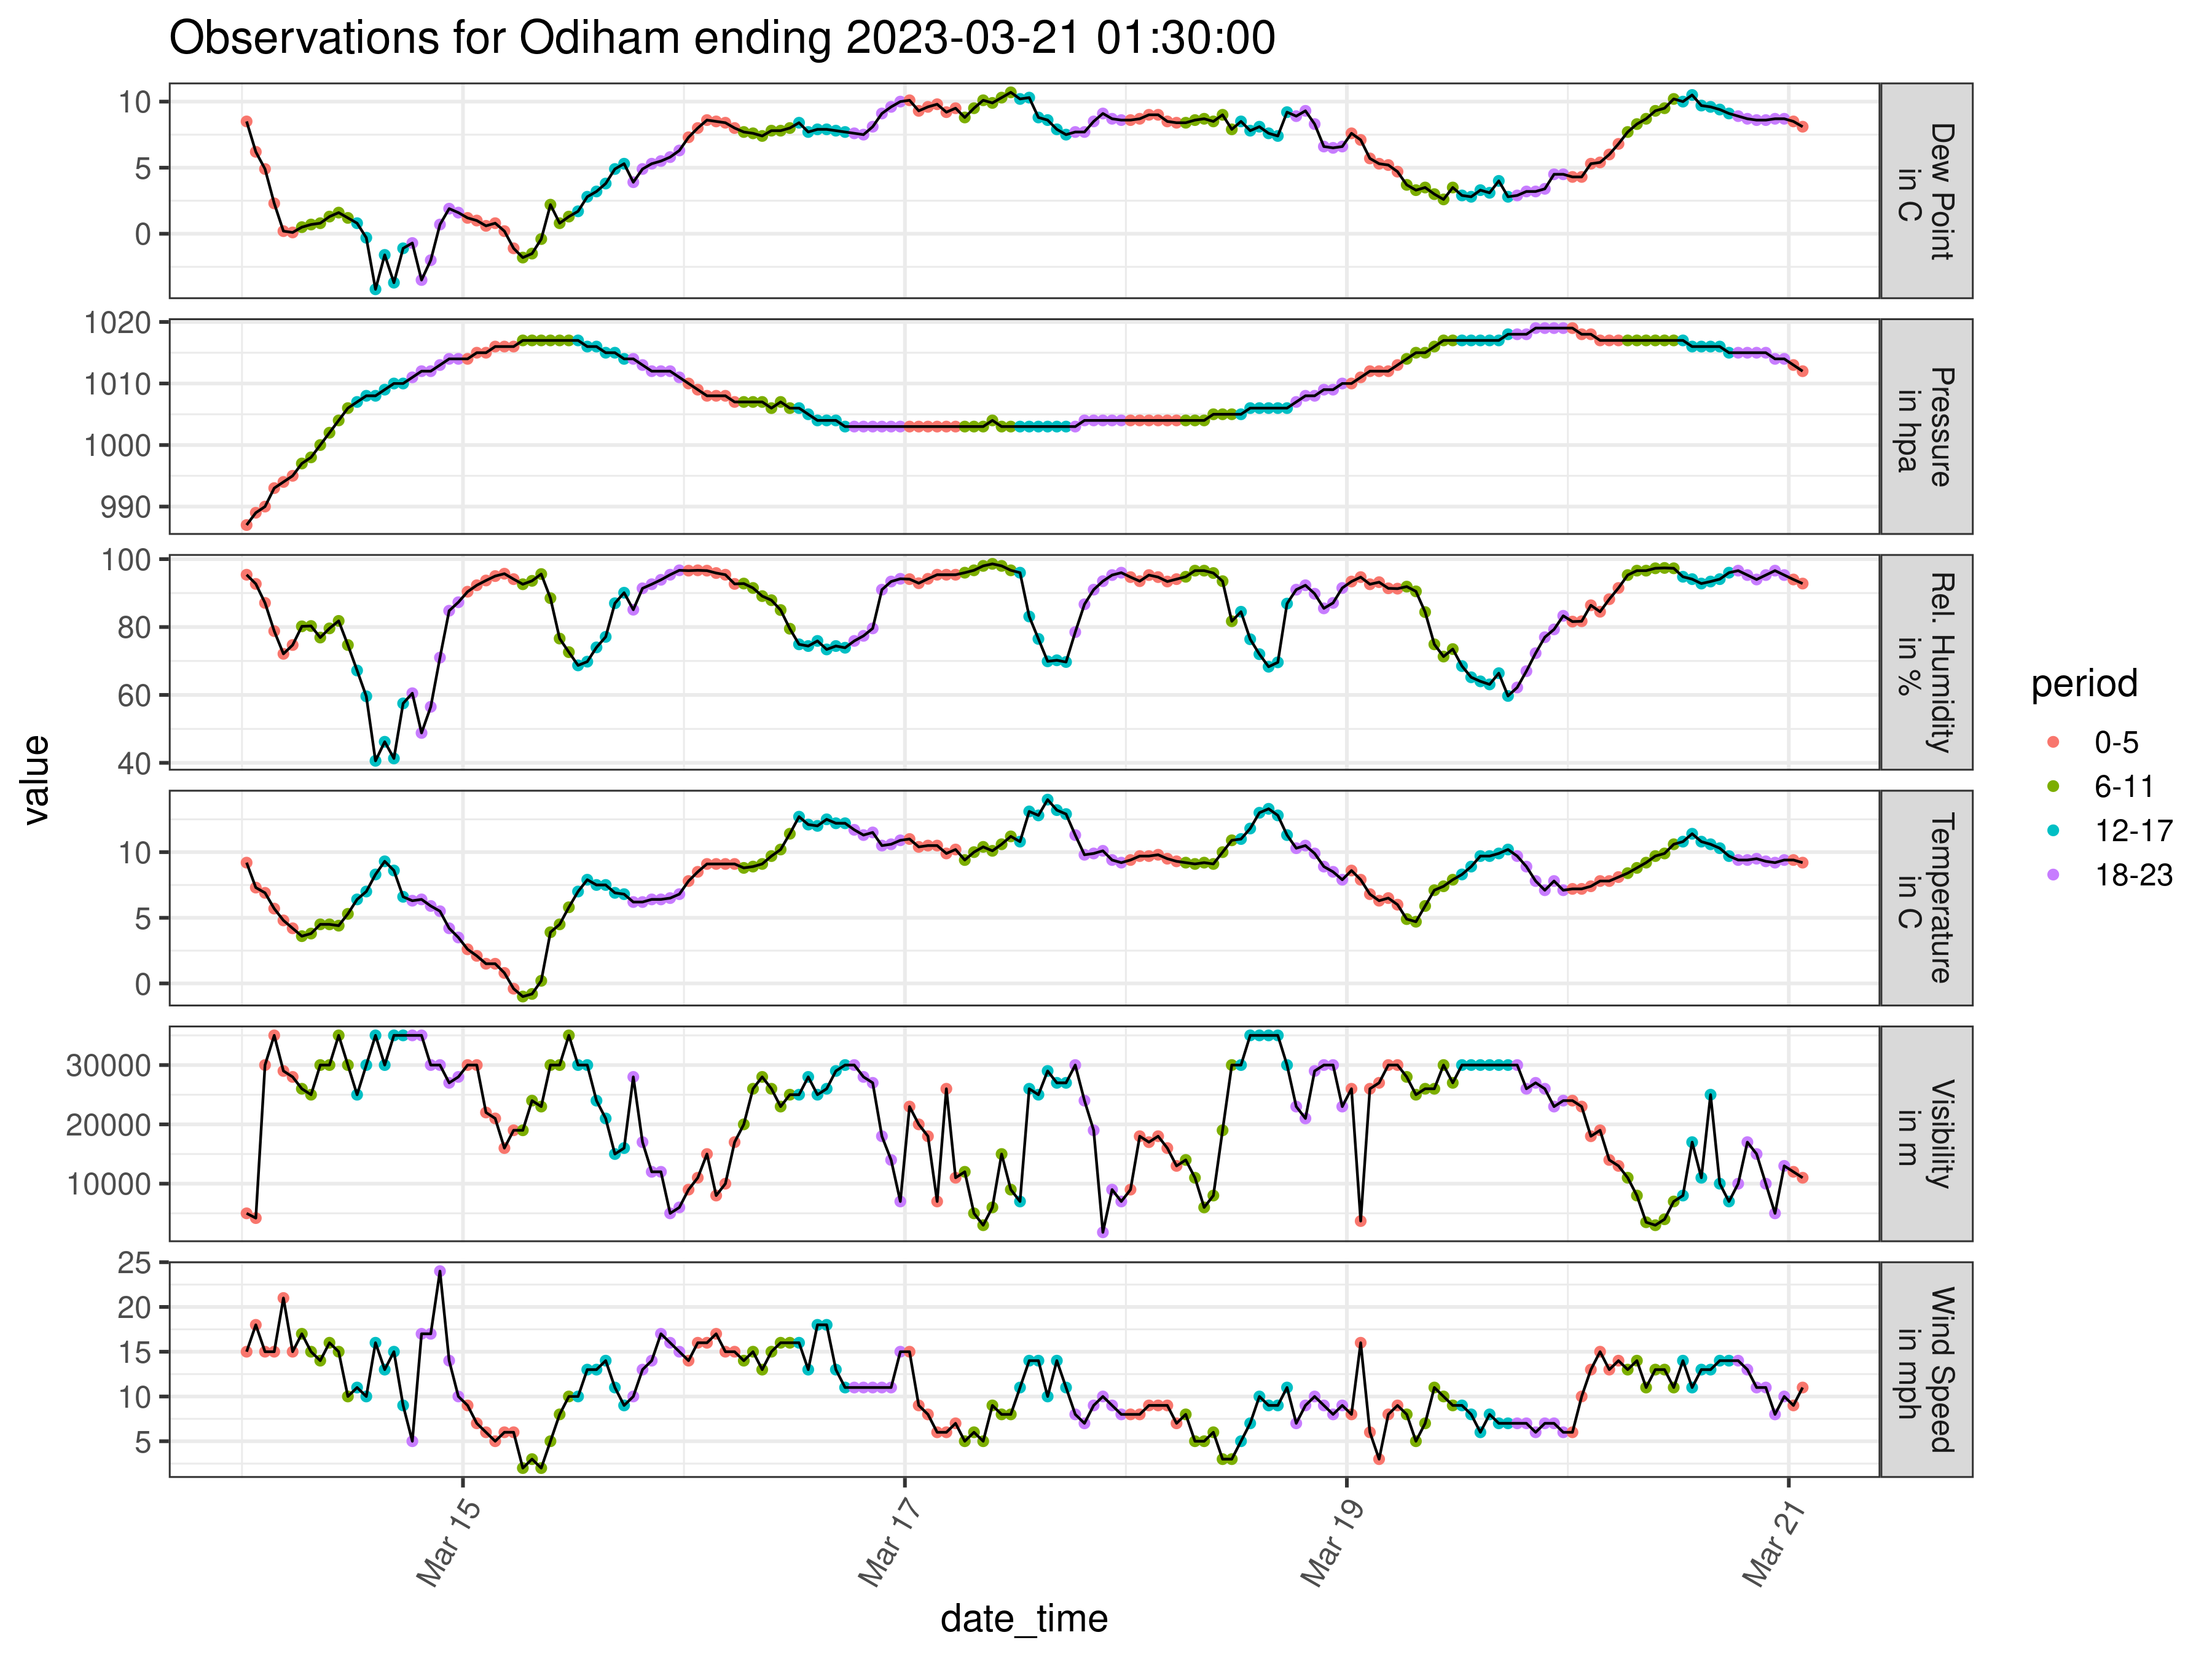 Observations for Odiham ending 2023-03-21 01:30:00
value
10
5
0
Dew Point
in C
1020
1010
1000
990
Pressure
in hpa
100
80
60
40
Rel. Humidity
in %
10
5
0
Temperature
in C
30000
20000
10000
Visibility
in m
25
20
15
10
5
Wind Speed
in mph
Mar 15
Mar 17
Mar 19
Mar 21
date_time
period
0-5
6-11
12-17
18-23